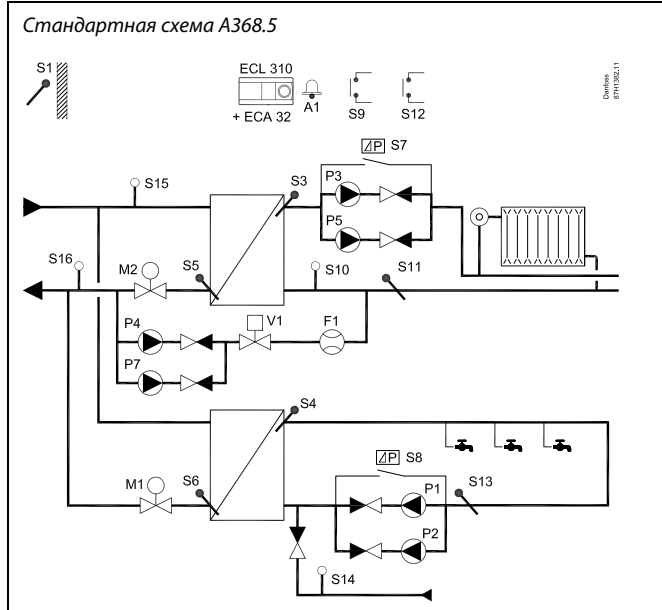 Стандартная схема A368.5
S1
ECL 310
+ ECA 32
A1
S9
S12
Danfoss
87H1382.11
⊿P S7
P3
P5
S3
S15
S16
M2
S5
S10
S11
P4
P7
V1
F1
S4
M1
S6
⊿P S8
P1
P2
S13
S14